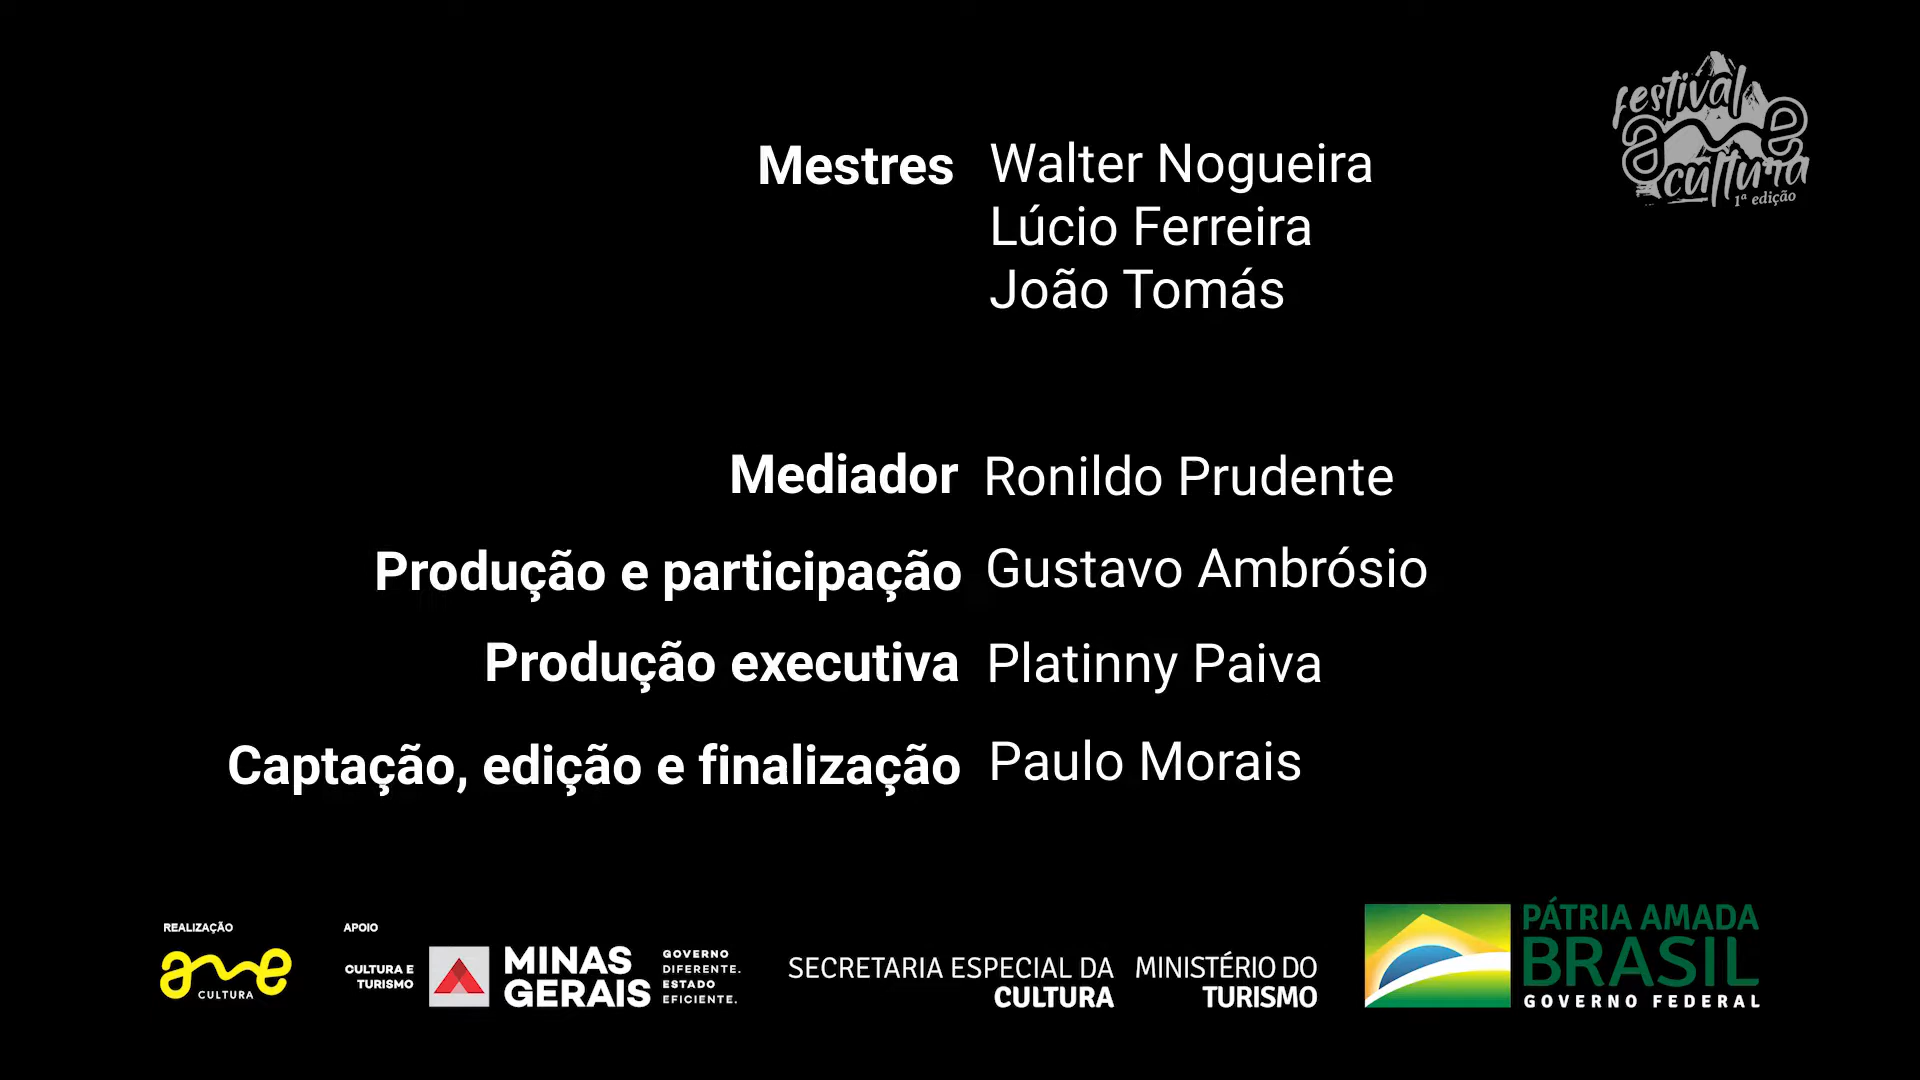 festival
ame
cultura
1ª edição
Mestres Walter Nogueira
Lúcio Ferreira
João Tomás
Mediador Ronildo Prudente
Produção e participação Gustavo Ambrósio
Produção executiva Platinny Paiva
Captação, edição e finalização Paulo Morais
REALIZAÇÃO
ame
CULTURA
APOIO
CULTURA E
TURISMO
MINAS
GERAIS
GOVERNO
DIFERENTE.
ESTADO
EFICIENTE.
SECRETARIA ESPECIAL DA
CULTURA
MINISTÉRIO DO
TURISMO
PÁTRIA AMADA
BRASIL
GOVERNO FEDERAL